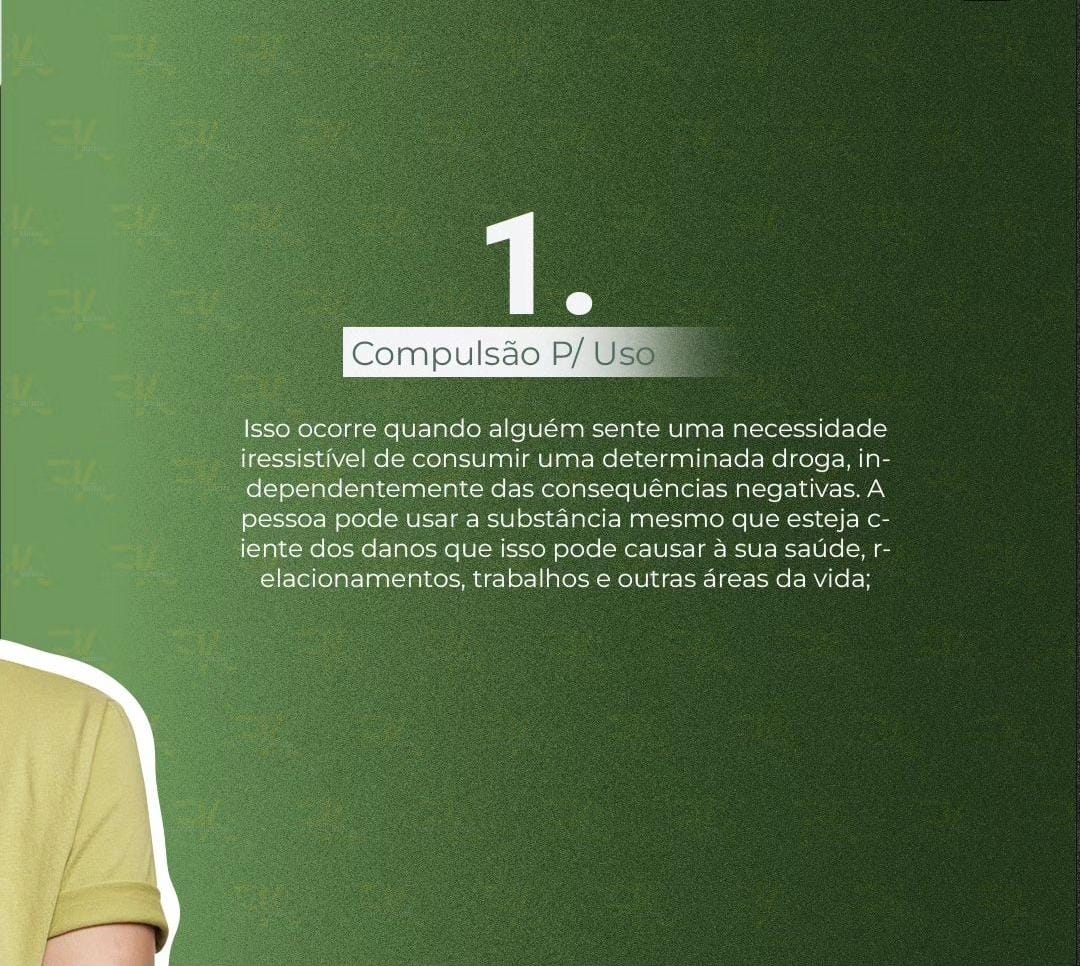 1.
Compulsão P/ Uso
Isso ocorre quando alguém sente uma necessidade
iressistível de consumir uma determinada droga, in-
dependentemente das consequências negativas. A
pessoa pode usar a substância mesmo que esteja c-
iente dos danos que isso pode causar à sua saúde, r-
elacionamentos, trabalhos e outras áreas da vida;